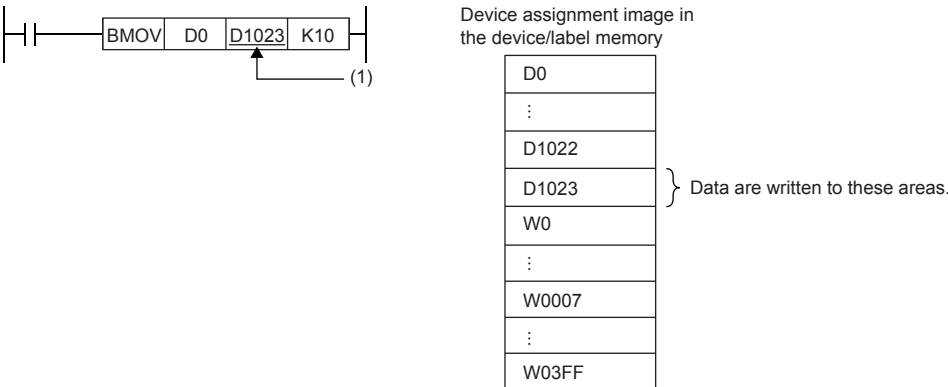 BMOV D0 D1023 K10
(1)
Device assignment image in
the device/label memory
D0
⋮
D1022
D1023
Data are written to these areas.
W0
⋮
W0007
⋮
W03FF